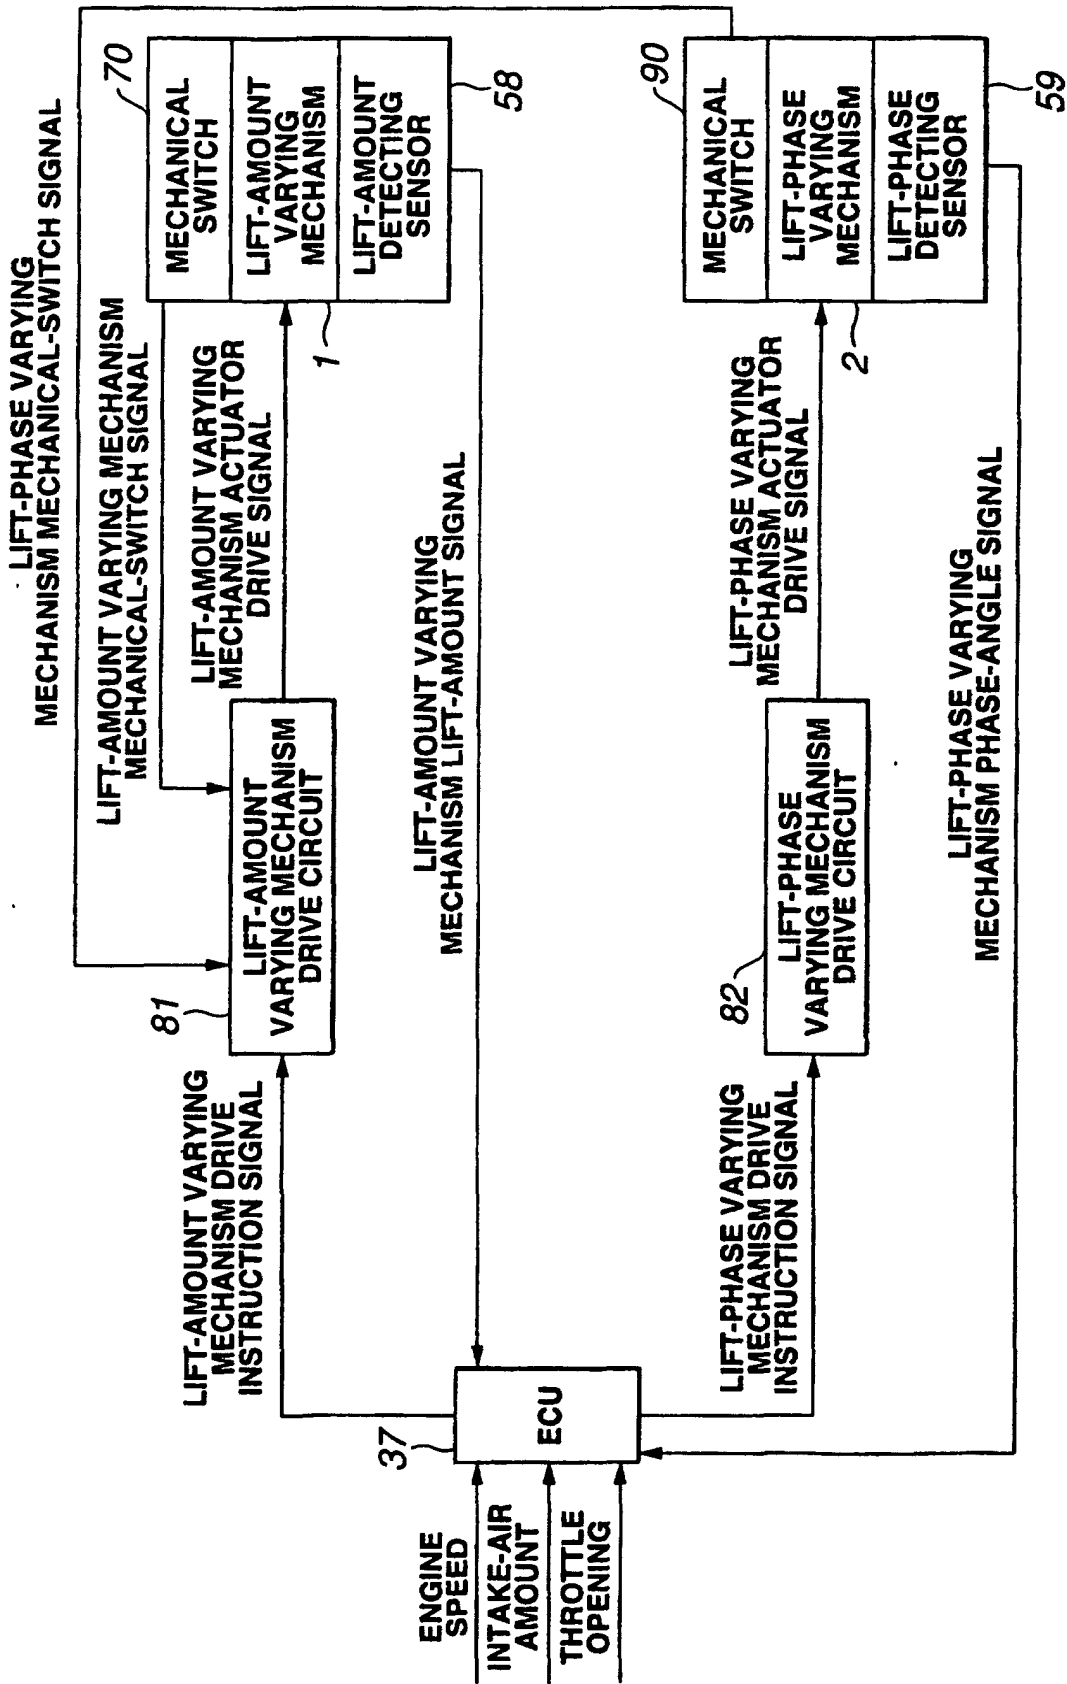 LIFT-PHASE VARYING
MECHANISM MECHANICAL-SWITCH SIGNAL
LIFT-AMOUNT VARYING MECHANISM
MECHANICAL-SWITCH SIGNAL
70
MECHANICAL
SWITCH
LIFT-AMOUNT
VARYING
MECHANISM
LIFT-AMOUNT
DETECTING
SENSOR
1
58
LIFT-AMOUNT VARYING
MECHANISM ACTUATOR
DRIVE SIGNAL
81
LIFT-AMOUNT
VARYING MECHANISM
DRIVE CIRCUIT
LIFT-AMOUNT VARYING
MECHANISM DRIVE
INSTRUCTION SIGNAL
LIFT-AMOUNT VARYING
MECHANISM LIFT-AMOUNT SIGNAL
ENGINE
SPEED
INTAKE-AIR
AMOUNT
THROTTLE
OPENING
37
ECU
90
MECHANICAL
SWITCH
LIFT-PHASE
VARYING
MECHANISM
LIFT-PHASE
DETECTING
SENSOR
2
59
LIFT-PHASE VARYING
MECHANISM ACTUATOR
DRIVE SIGNAL
82
LIFT-PHASE
VARYING MECHANISM
DRIVE CIRCUIT
LIFT-PHASE VARYING
MECHANISM DRIVE
INSTRUCTION SIGNAL
LIFT-PHASE VARYING
MECHANISM PHASE-ANGLE SIGNAL